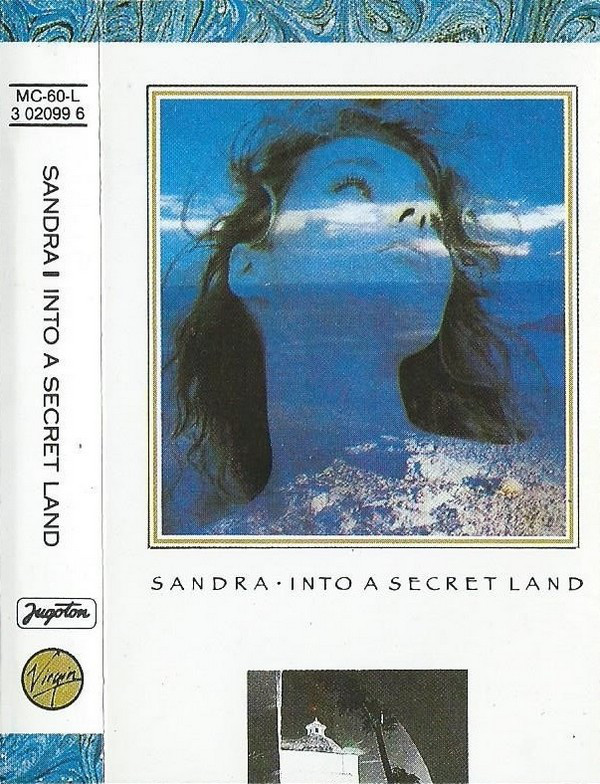 MC-60-L
3 02099 6
SANDRA INTO A SECRET LAND
Jugoton
Virgin
SANDRA · INTO A SECRET LAND